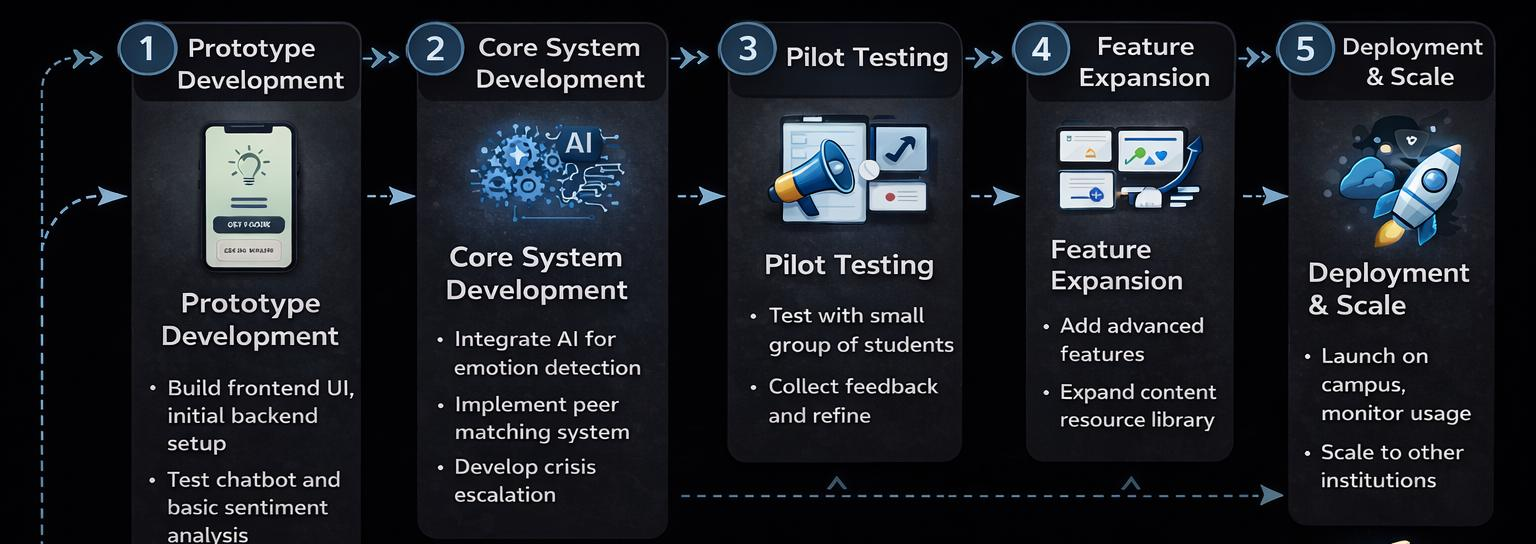 1
Prototype
Development
2
Core System
Development
3
Pilot Testing
4
Feature
Expansion
5
Deployment
& Scale
AI
Prototype
Development
• Build frontend UI,
initial backend
setup
• Test chatbot and
basic sentiment
analysis
Core System
Development
• Integrate AI for
emotion detection
• Implement peer
matching system
• Develop crisis
escalation
Pilot Testing
• Test with small
group of students
• Collect feedback
and refine
Feature
Expansion
• Add advanced
features
• Expand content
resource library
Deployment
& Scale
• Launch on
campus,
monitor usage
• Scale to other
institutions